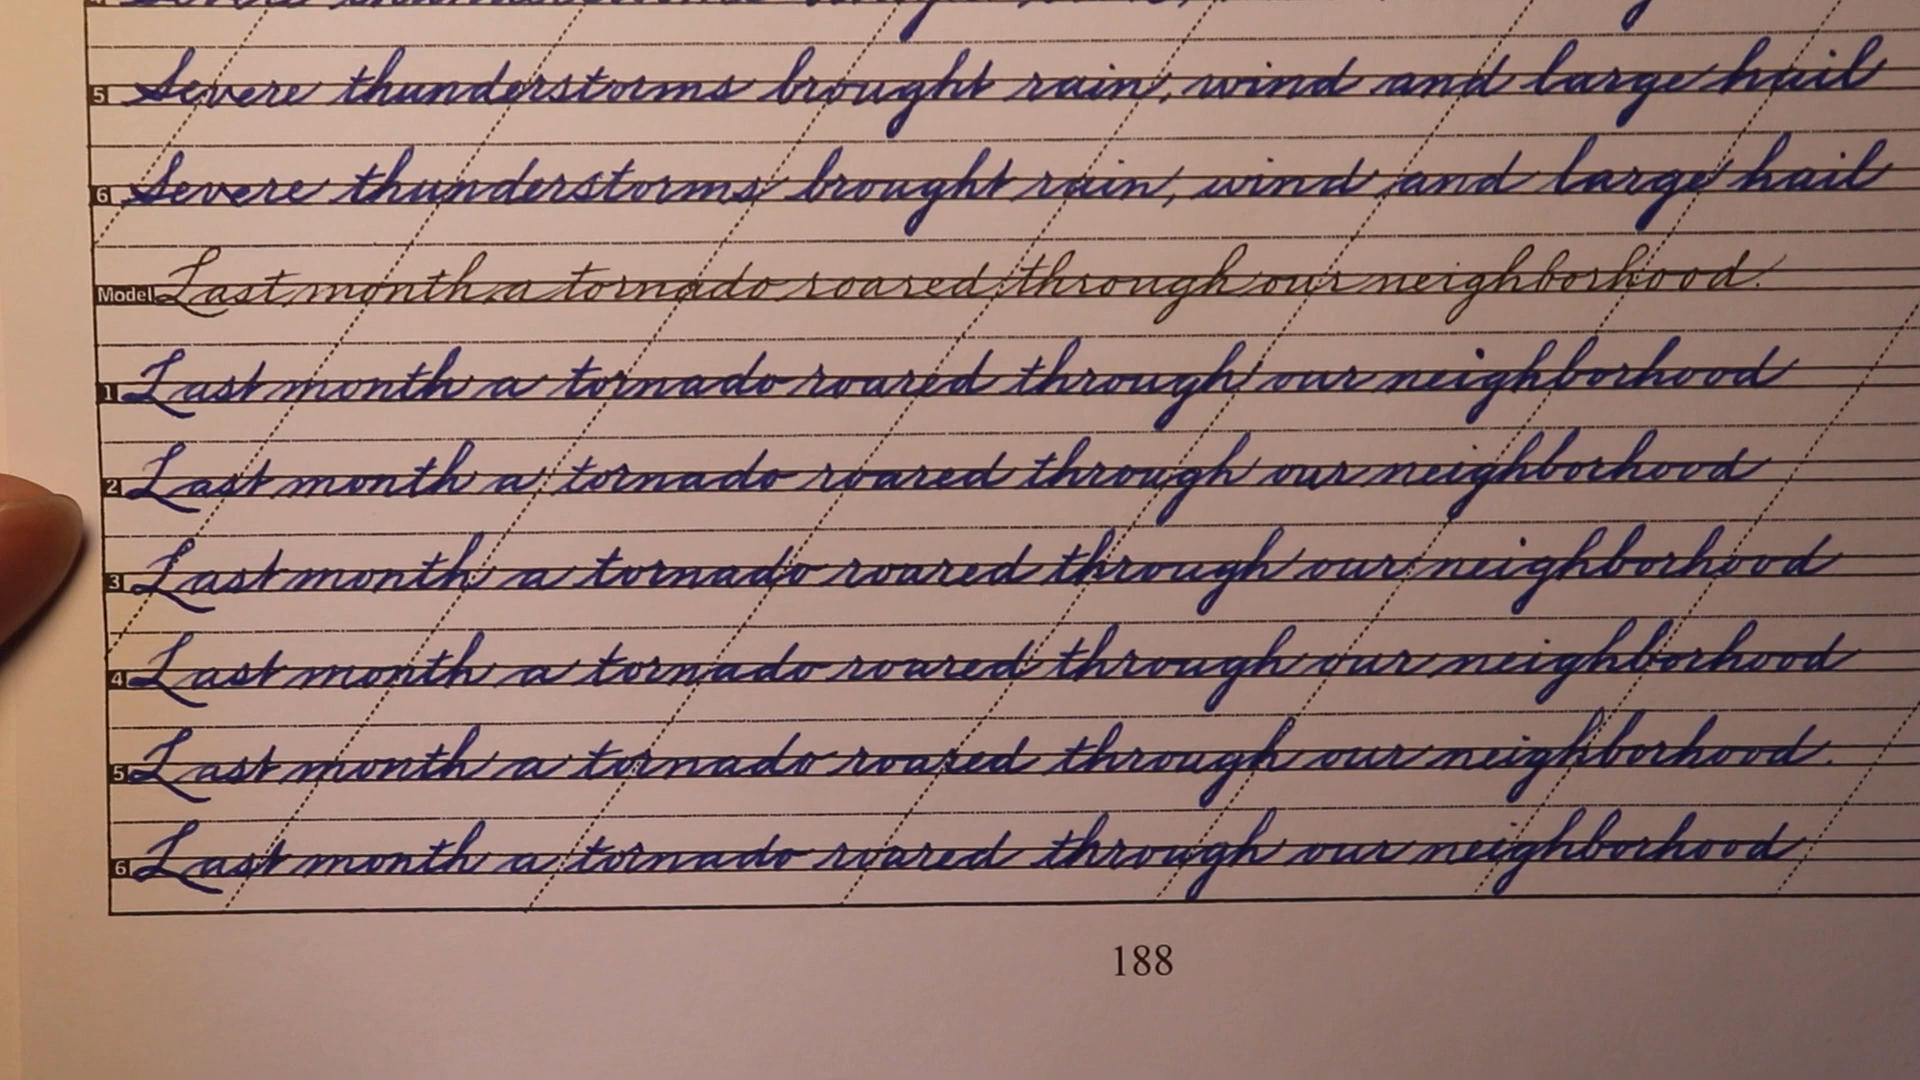 Severe thunderstorms
5 Severe thunderstorms brought rain, wind and large hail
6 Severe thunderstorms brought rain, wind and large hail
Model Last month a tornado roared through our neighborhood.
1 Last month a tornado roared through our neighborhood
2 Last month a tornado roared through our neighborhood
3 Last month a tornado roared through our neighborhood
4 Last month a tornado roared through our neighborhood
5 Last month a tornado roared through our neighborhood.
6 Last month a tornado roared through our neighborhood
188